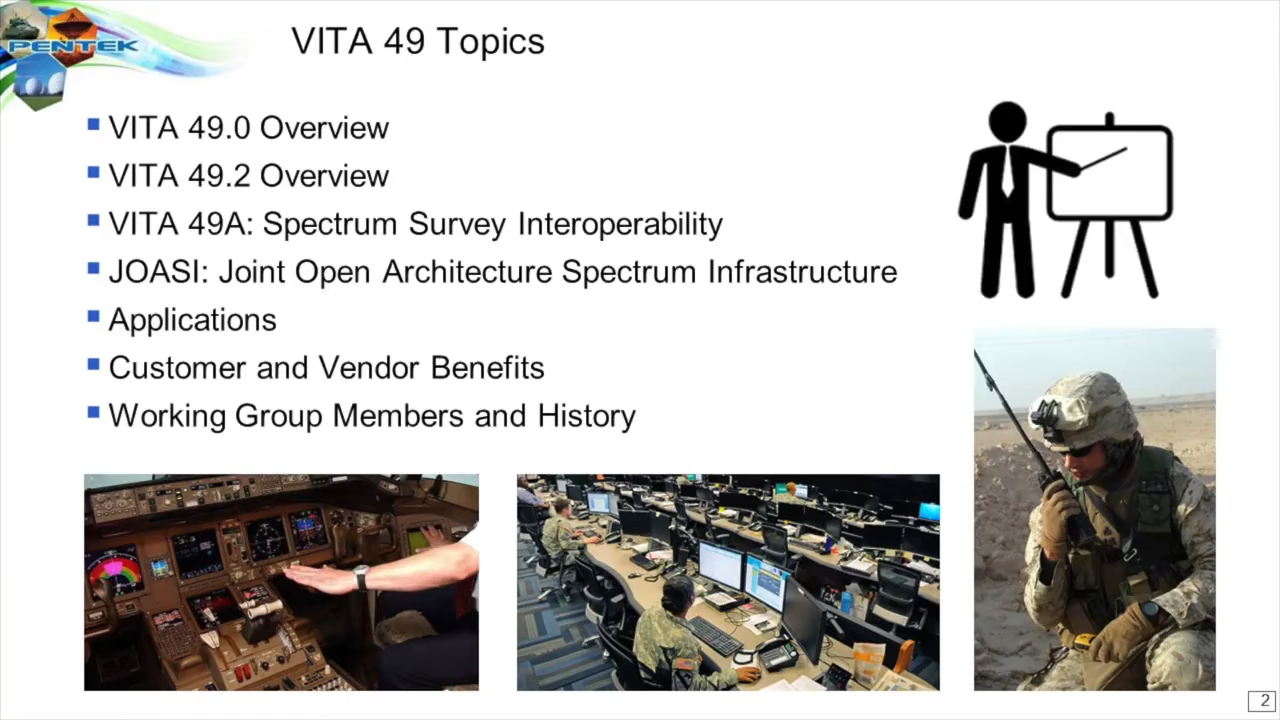 PENTEK
VITA 49 Topics
VITA 49.0 Overview
VITA 49.2 Overview
VITA 49A: Spectrum Survey Interoperability
JOASI: Joint Open Architecture Spectrum Infrastructure
Applications
Customer and Vendor Benefits
Working Group Members and History
2